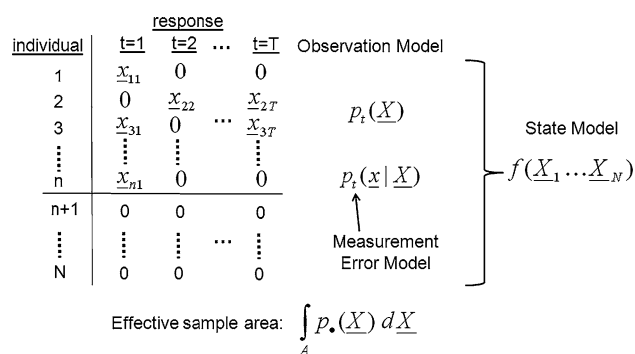 response
individual t=1 t=2 ... t=T Observation Model
1 x₁₁ 0 0
2 0 x₂₂ x₂T pₜ(X)
3 x₃₁ 0 ... x₃T State Model
f(X₁...X_N)
n xₙ₁ 0 0 pₜ(x|X)
n+1 0 0 0
Measurement
... Error Model
N 0 0 0
Effective sample area: ∫_A p•(X) dX